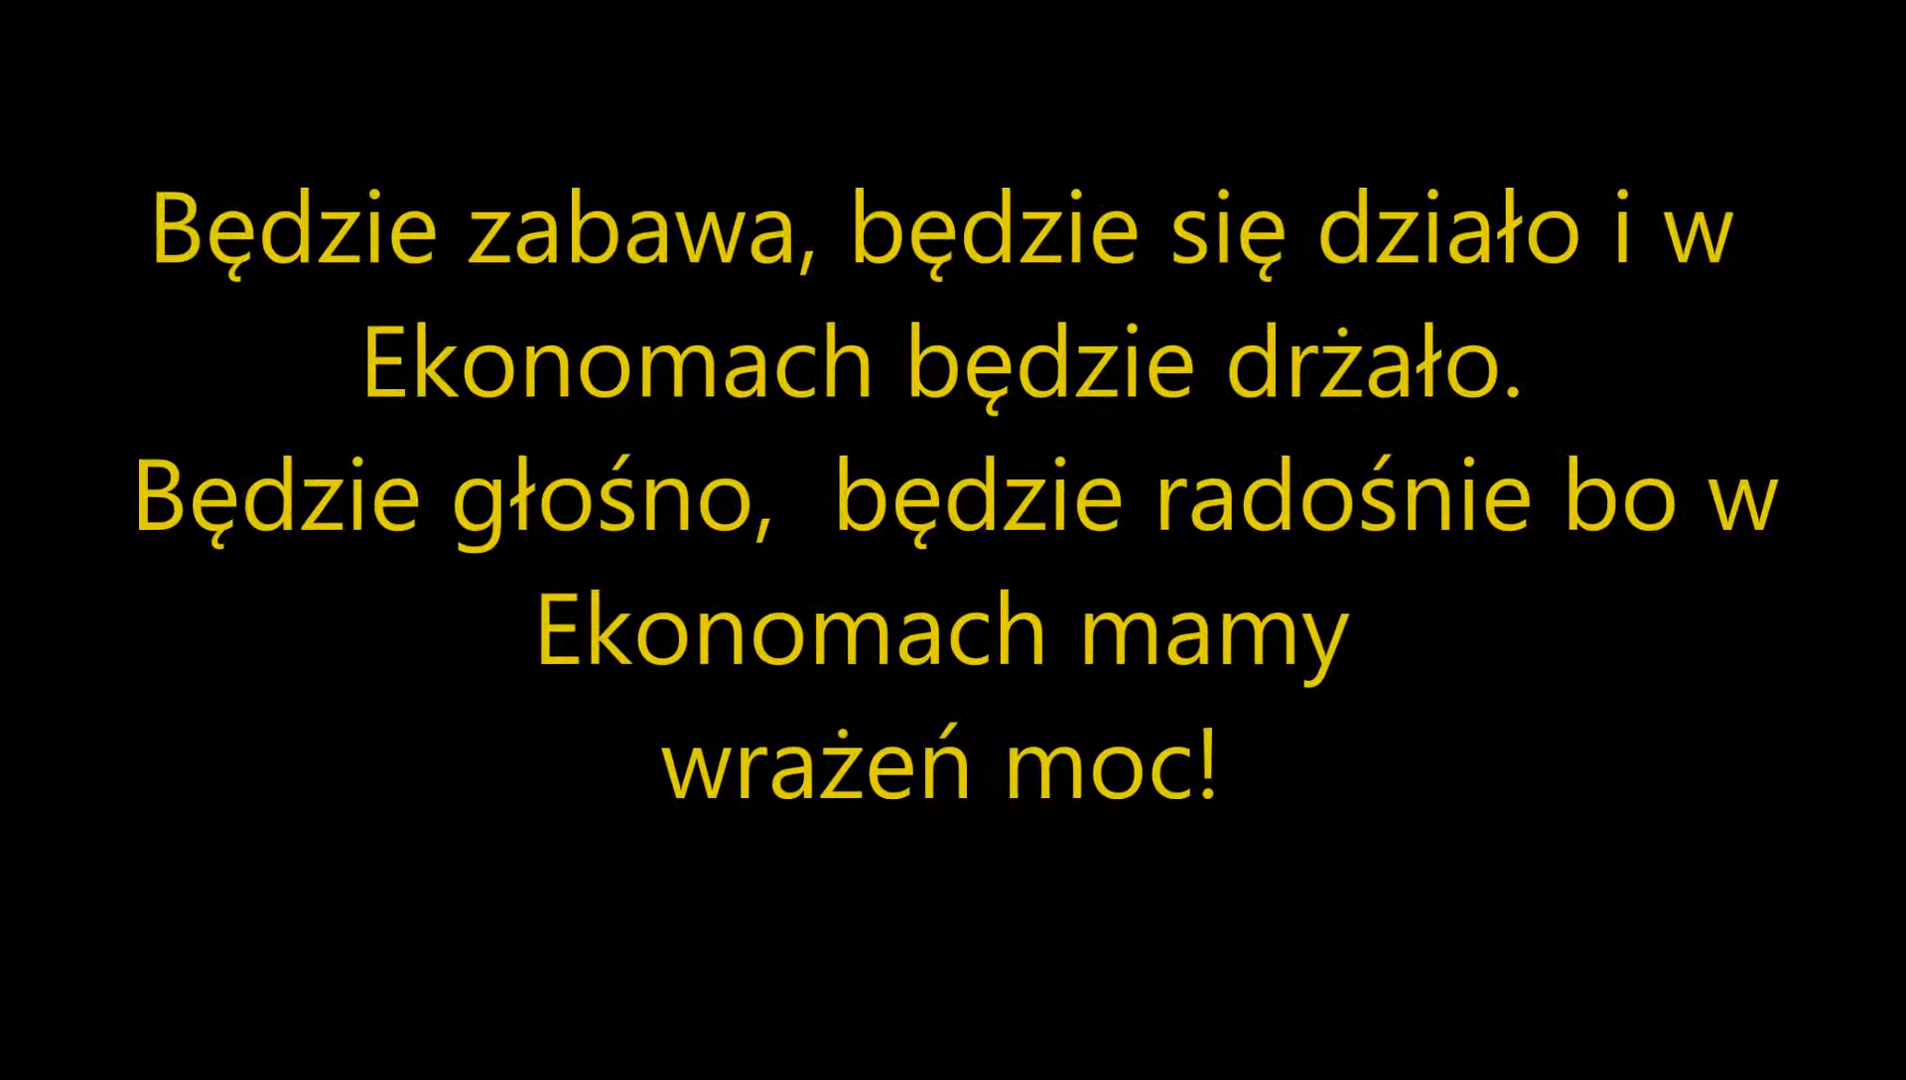 Będzie zabawa, będzie się działo i w
Ekonomach będzie drżało.
Będzie głośno,  będzie radośnie bo w
Ekonomach mamy
wrażeń moc!